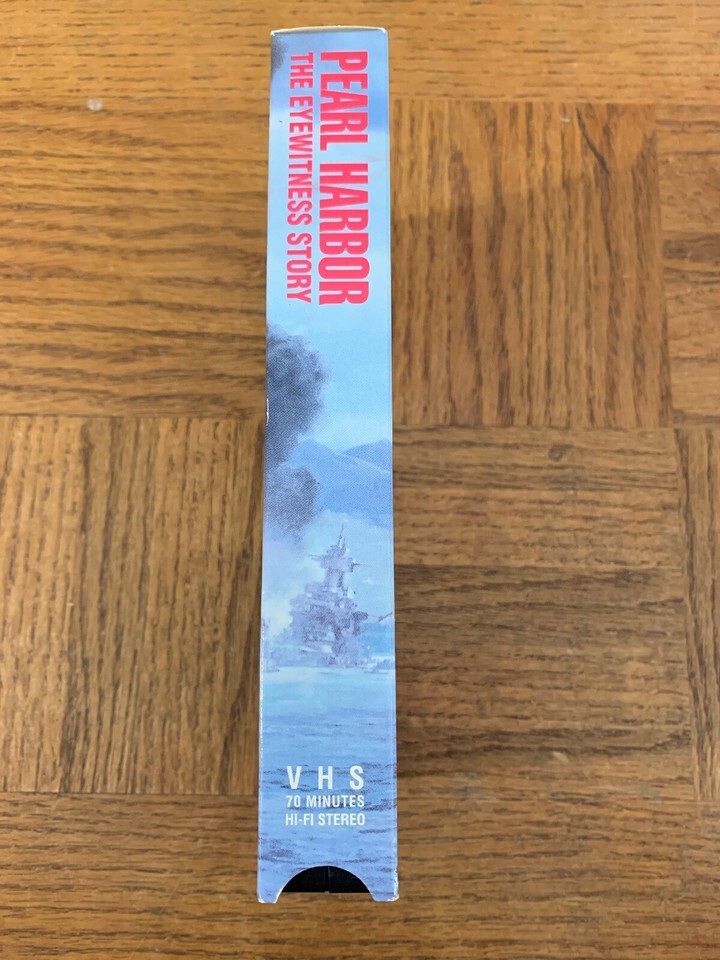 PEARL HARBOR
THE EYEWITNESS STORY
VHS
70 MINUTES
HI-FI STEREO